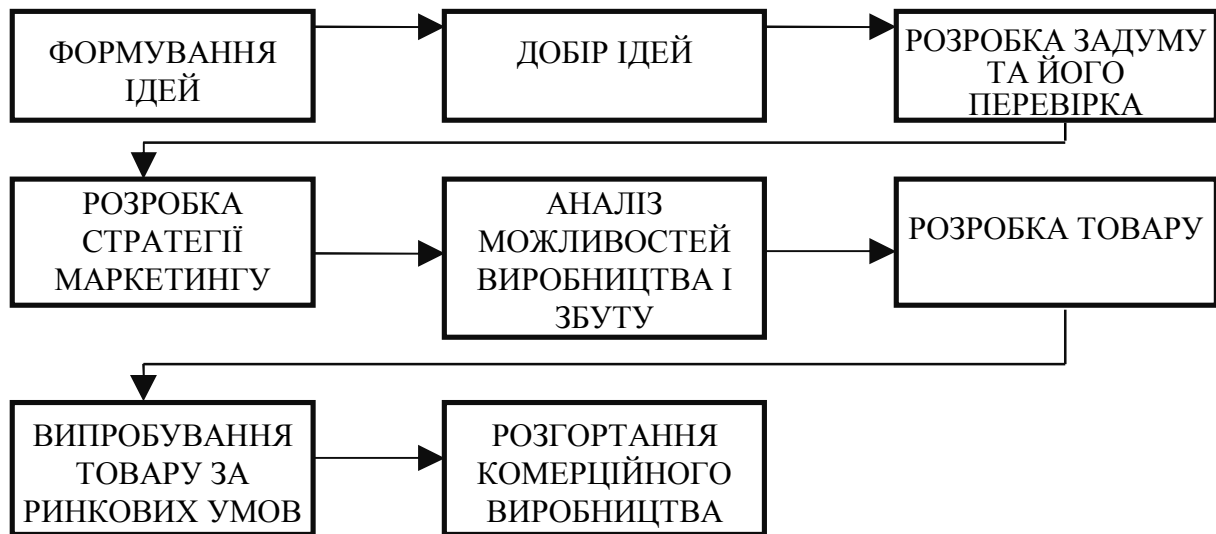 ФОРМУВАННЯ
ІДЕЙ
ДОБІР ІДЕЙ
РОЗРОБКА ЗАДУМУ
ТА ЙОГО
ПЕРЕВІРКА
РОЗРОБКА
СТРАТЕГІЇ
МАРКЕТИНГУ
АНАЛІЗ
МОЖЛИВОСТЕЙ
ВИРОБНИЦТВА І
ЗБУТУ
РОЗРОБКА ТОВАРУ
ВИПРОБУВАННЯ
ТОВАРУ ЗА
РИНКОВИХ УМОВ
РОЗГОРТАННЯ
КОМЕРЦІЙНОГО
ВИРОБНИЦТВА